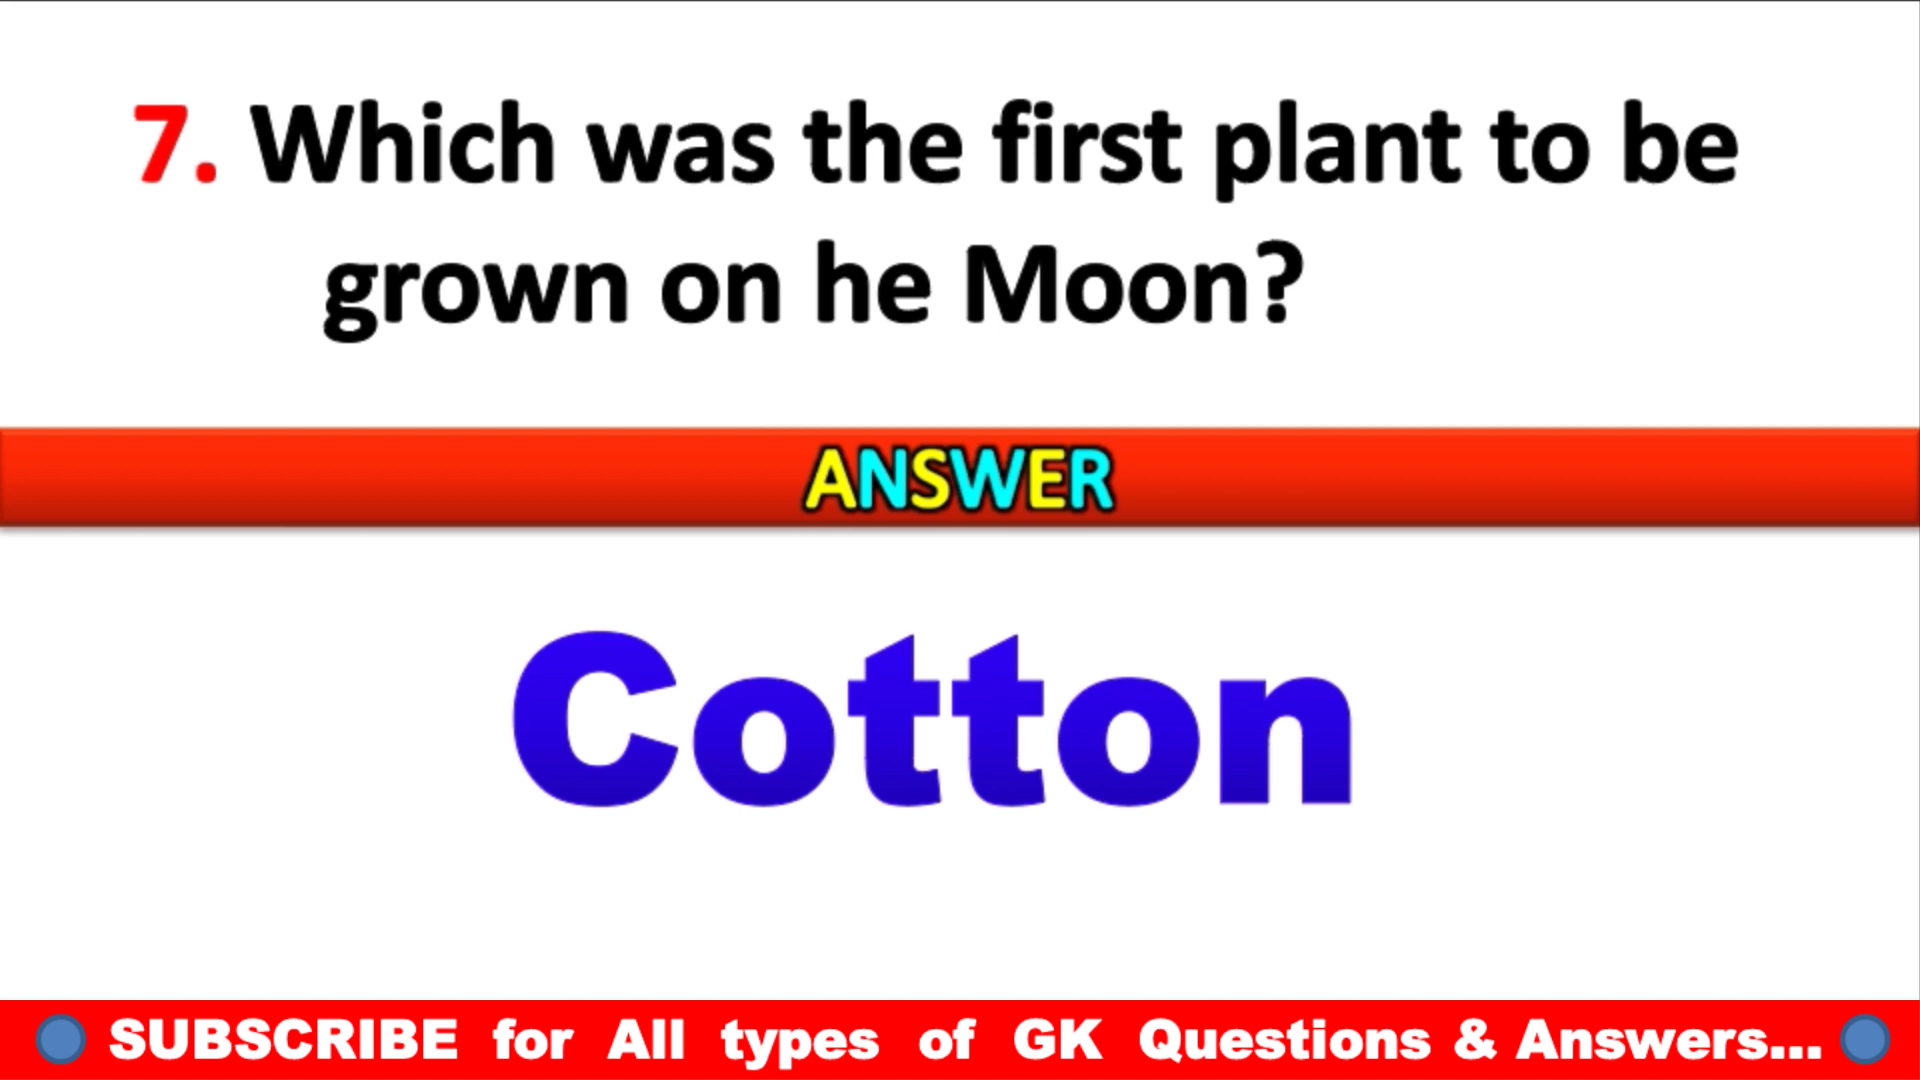 7. Which was the first plant to be
grown on he Moon?
ANSWER
Cotton
SUBSCRIBE for All types of GK Questions & Answers...